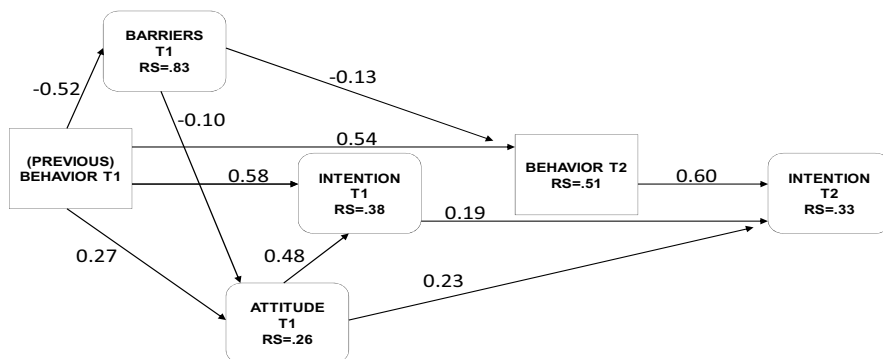 BARRIERS
T1
RS=.83
-0.52
-0.13
-0.10
(PREVIOUS)
BEHAVIOR T1
0.54
BEHAVIOR T2
RS=.51
0.58
INTENTION
T1
RS=.38
0.60
INTENTION
T2
RS=.33
0.19
0.27
0.48
0.23
ATTITUDE
T1
RS=.26